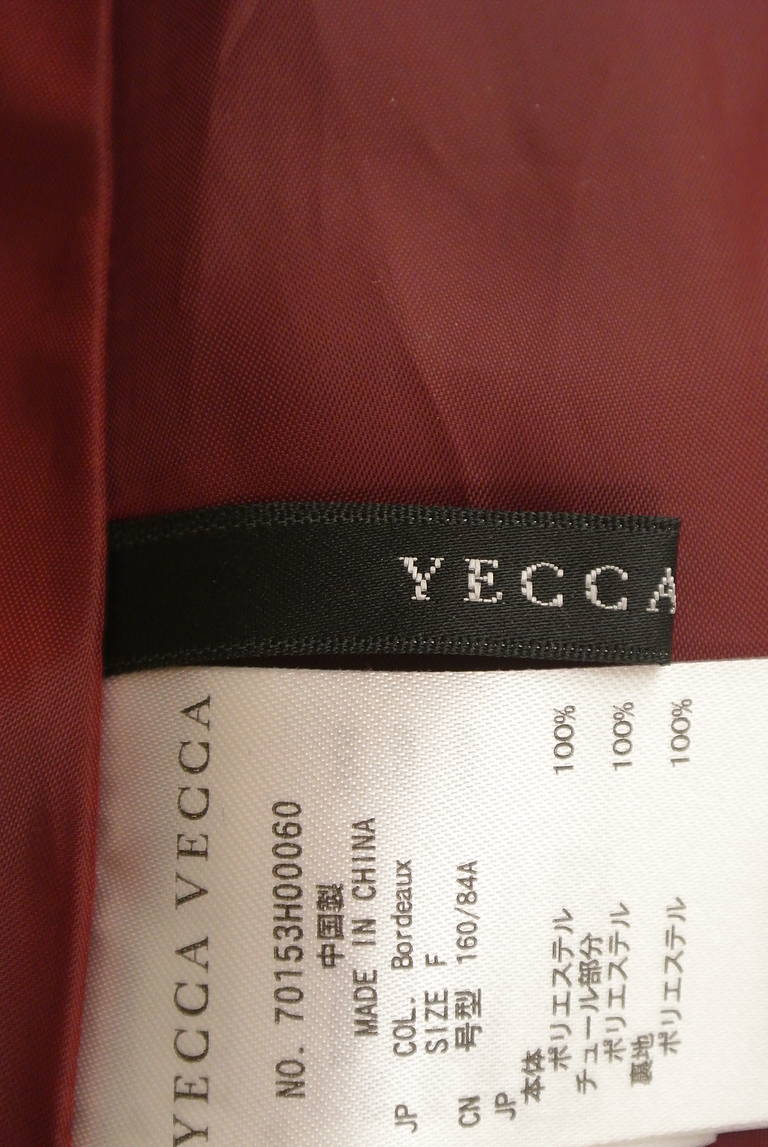 YECCA
YECCA VECCA
NO. 70153H00060
中国製
MADE IN CHINA
JP COL. Bordeaux
SIZE F
CN 号型 160/84A
JP
本体
ポリエステル 100%
チュール部分
ポリエステル 100%
裏地
ポリエステル 100%